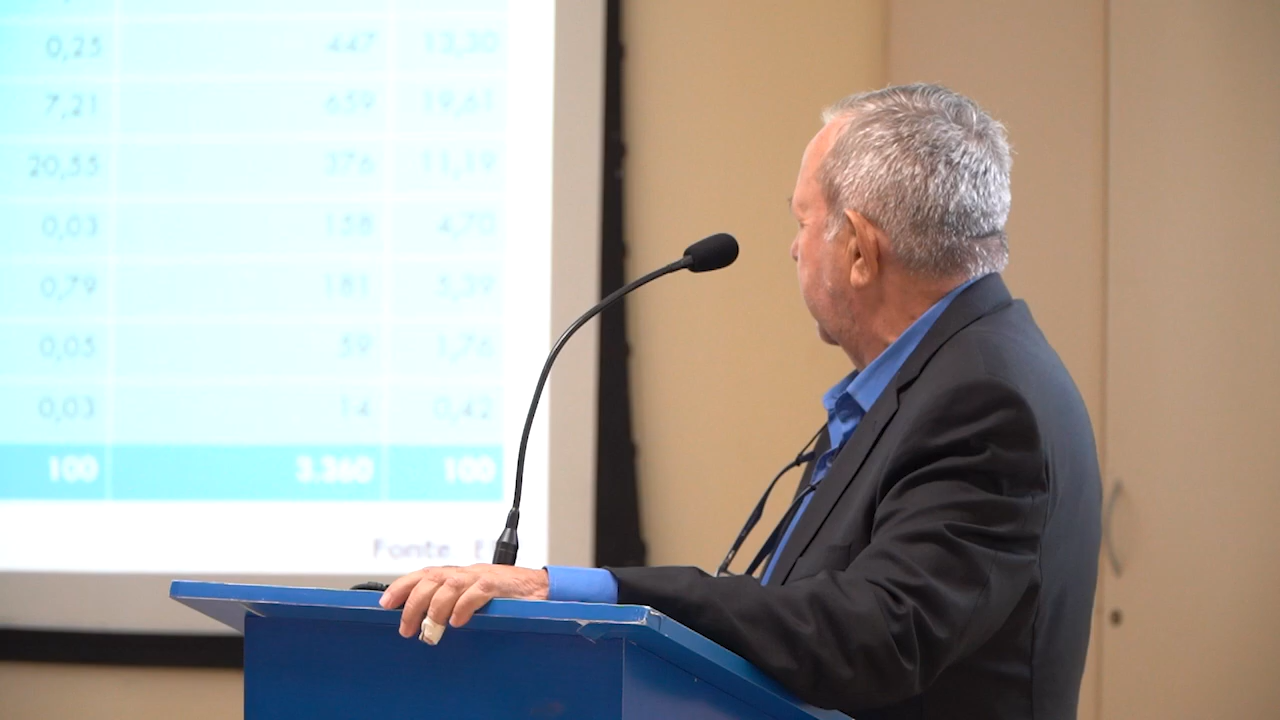 0,25 447 13,30
7,21 659 19,61
20,55 376 11,19
0,03 158 4,70
0,79 181 5,39
0,05 59 1,76
0,03 14 0,42
100 3.360 100
Fonte